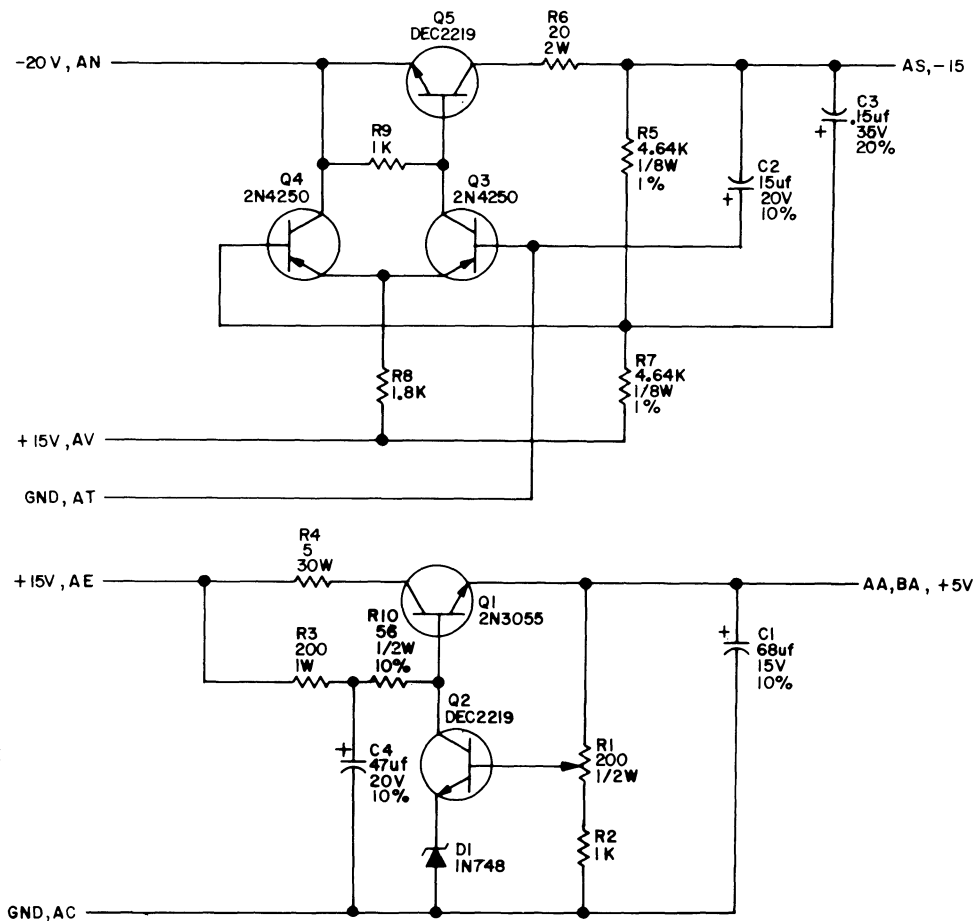 Q5
DEC2219
R6
20
2W
-20V, AN
AS,-15
C3
.15uf
35V
20%
R9
1K
R5
4.64K
1/8W
1%
C2
15uf
20V
10%
Q4
2N4250
Q3
2N4250
R8
1.8K
R7
4.64K
1/8W
1%
+15V, AV
GND, AT
R4
5
30W
+15V, AE
AA,BA, +5V
Q1
2N3055
R10
56
1/2W
10%
R3
200
1W
C1
68uf
15V
10%
Q2
DEC2219
C4
47uf
20V
10%
R1
200
1/2W
R2
1K
D1
1N748
GND, AC
+
+
+
+